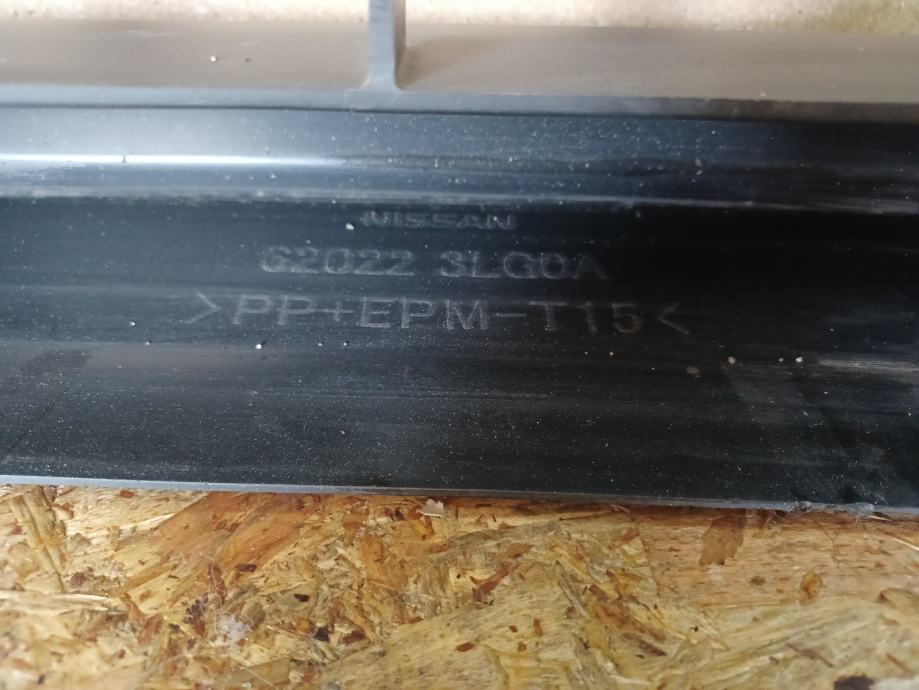 NISSAN
62022 3LG0A
>PP+EPM-T15<